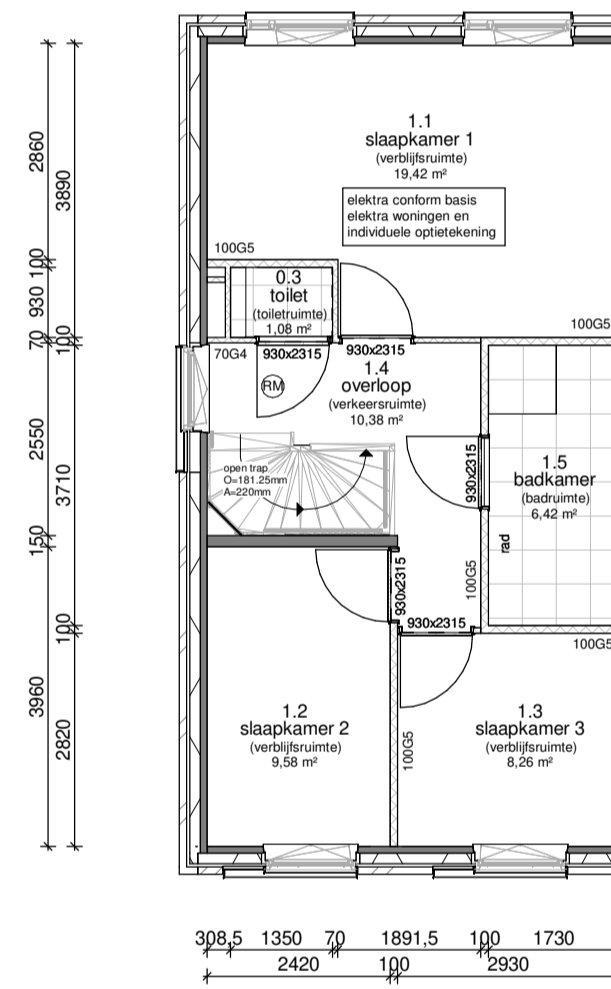 1.1
slaapkamer 1
(verblijfsruimte)
19,42 m²
elektra conform basis
elektra woningen en
individuele optietekening
100G5
0.3
toilet
(toiletruimte)
1,08 m²
100G5
70G4
930x2315
930x2315
RM
1.4
overloop
(verkeersruimte)
10,38 m²
open trap
O=181.25mm
A=220mm
930x2315
1.5
badkamer
(badruimte)
6,42 m²
rad
930x2315
100G5
930x2315
100G5
1.2
slaapkamer 2
(verblijfsruimte)
9,58 m²
100G5
1.3
slaapkamer 3
(verblijfsruimte)
8,26 m²
2860
100
930
70
2550
150
3960
3890
100
3710
100
2820
308,5 1350 70 1891,5 100 1730
2420 100 2930